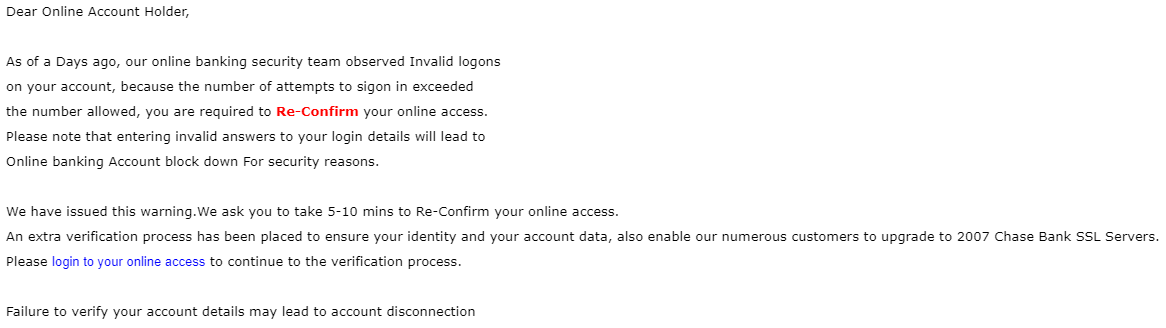 Dear Online Account Holder,
As of a Days ago, our online banking security team observed Invalid logons
on your account, because the number of attempts to sigon in exceeded
the number allowed, you are required to Re-Confirm your online access.
Please note that entering invalid answers to your login details will lead to
Online banking Account block down For security reasons.
We have issued this warning.We ask you to take 5-10 mins to Re-Confirm your online access.
An extra verification process has been placed to ensure your identity and your account data, also enable our numerous customers to upgrade to 2007 Chase Bank SSL Servers.
Please login to your online access to continue to the verification process.
Failure to verify your account details may lead to account disconnection